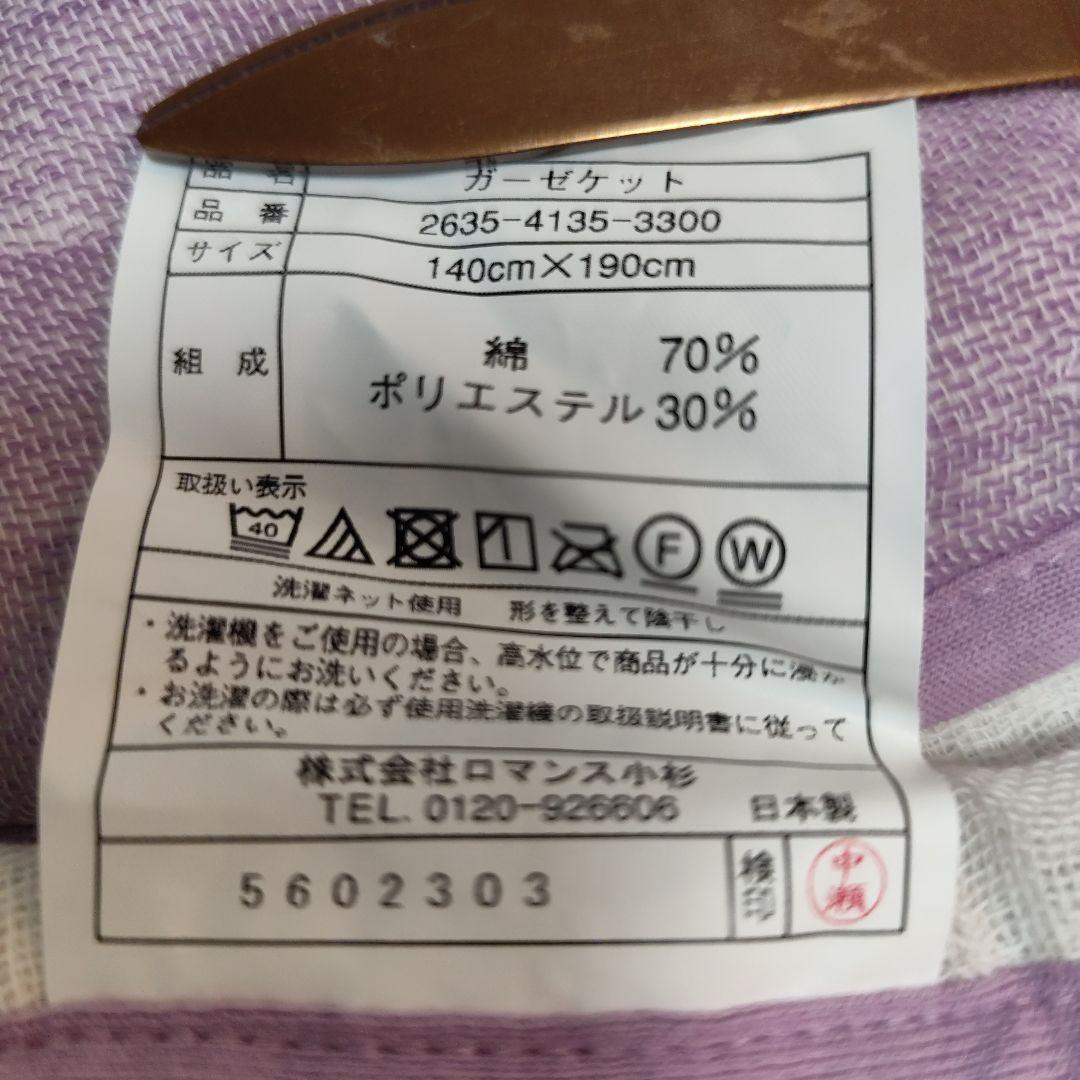 品 名 ガーゼケット
品 番 2635-4135-3300
サイズ 140cm×190cm
組 成 綿 70%
ポリエステル 30%
取扱い表示
40 F W
洗濯ネット使用 形を整えて陰干し
・洗濯機をご使用の場合、高水位で商品が十分に浸か
るようにお洗いください。
・お洗濯の際は必ず使用洗濯機の取扱説明書に従って
ください。
株式会社ロマンス小杉
TEL. 0120-926606 日本製
5602303 検印 中瀬